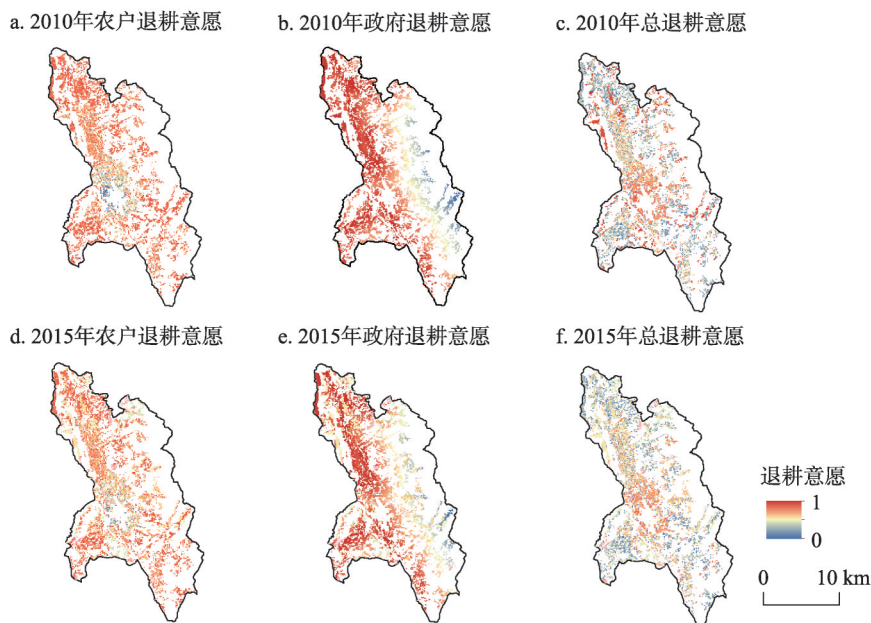 a. 2010年农户退耕意愿
b. 2010年政府退耕意愿
c. 2010年总退耕意愿
d. 2015年农户退耕意愿
e. 2015年政府退耕意愿
f. 2015年总退耕意愿
退耕意愿
1
0
0 10 km